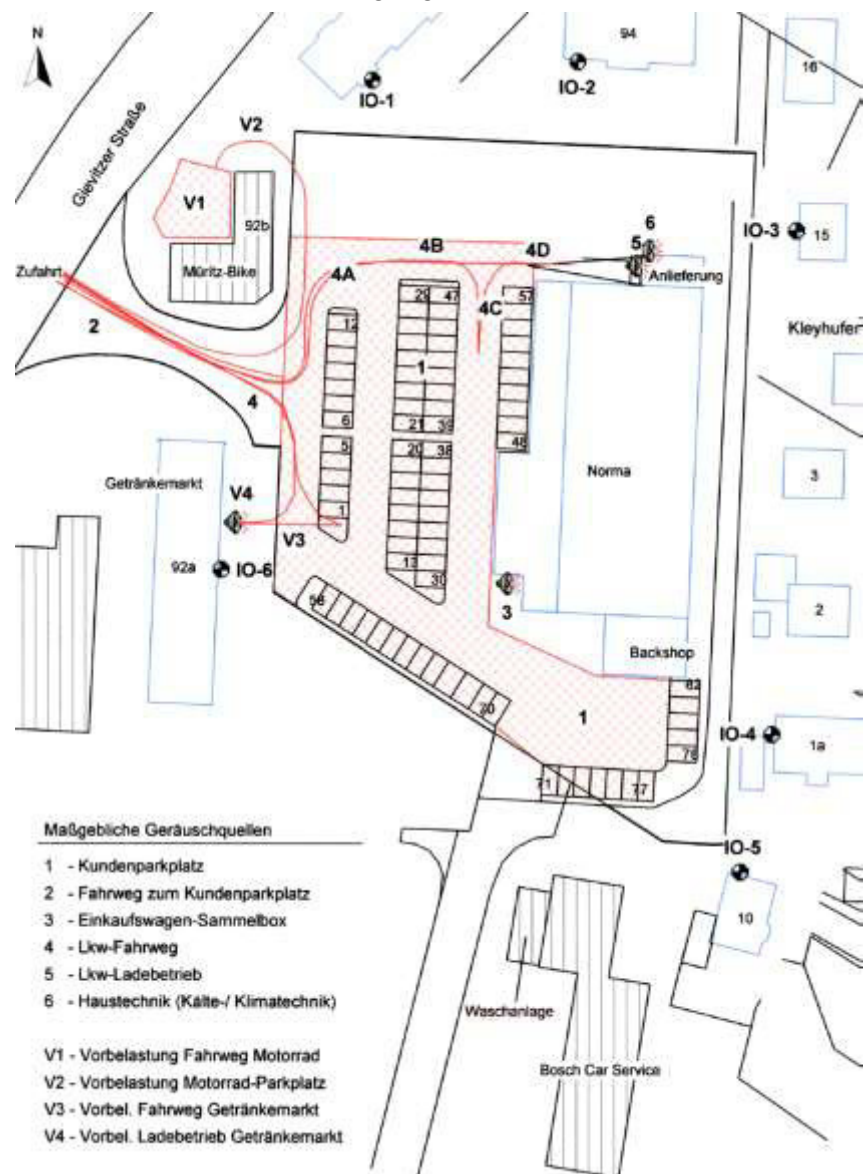 N
94
16
IO-1
IO-2
V2
Gievitzer Straße
V1
92b
6
IO-3
15
4B
4D
5
Zufahrt
Müritz-Bike
4A
Anlieferung
29
47
57
4C
2
12
1
Kleyhufer
4
6
21
39
48
5
20
38
Getränkemarkt
Norma
3
V4
1
V3
92a
IO-6
13
30
3
2
58
Backshop
62
70
1
IO-4
1a
78
71
77
Maßgebliche Geräuschquellen
IO-5
1 - Kundenparkplatz
2 - Fahrweg zum Kundenparkplatz
10
3 - Einkaufswagen-Sammelbox
4 - Lkw-Fahrweg
5 - Lkw-Ladebetrieb
6 - Haustechnik (Kälte-/ Klimatechnik)
Waschanlage
V1 - Vorbelastung Fahrweg Motorrad
Bosch Car Service
V2 - Vorbelastung Motorrad-Parkplatz
V3 - Vorbel. Fahrweg Getränkemarkt
V4 - Vorbel. Ladebetrieb Getränkemarkt